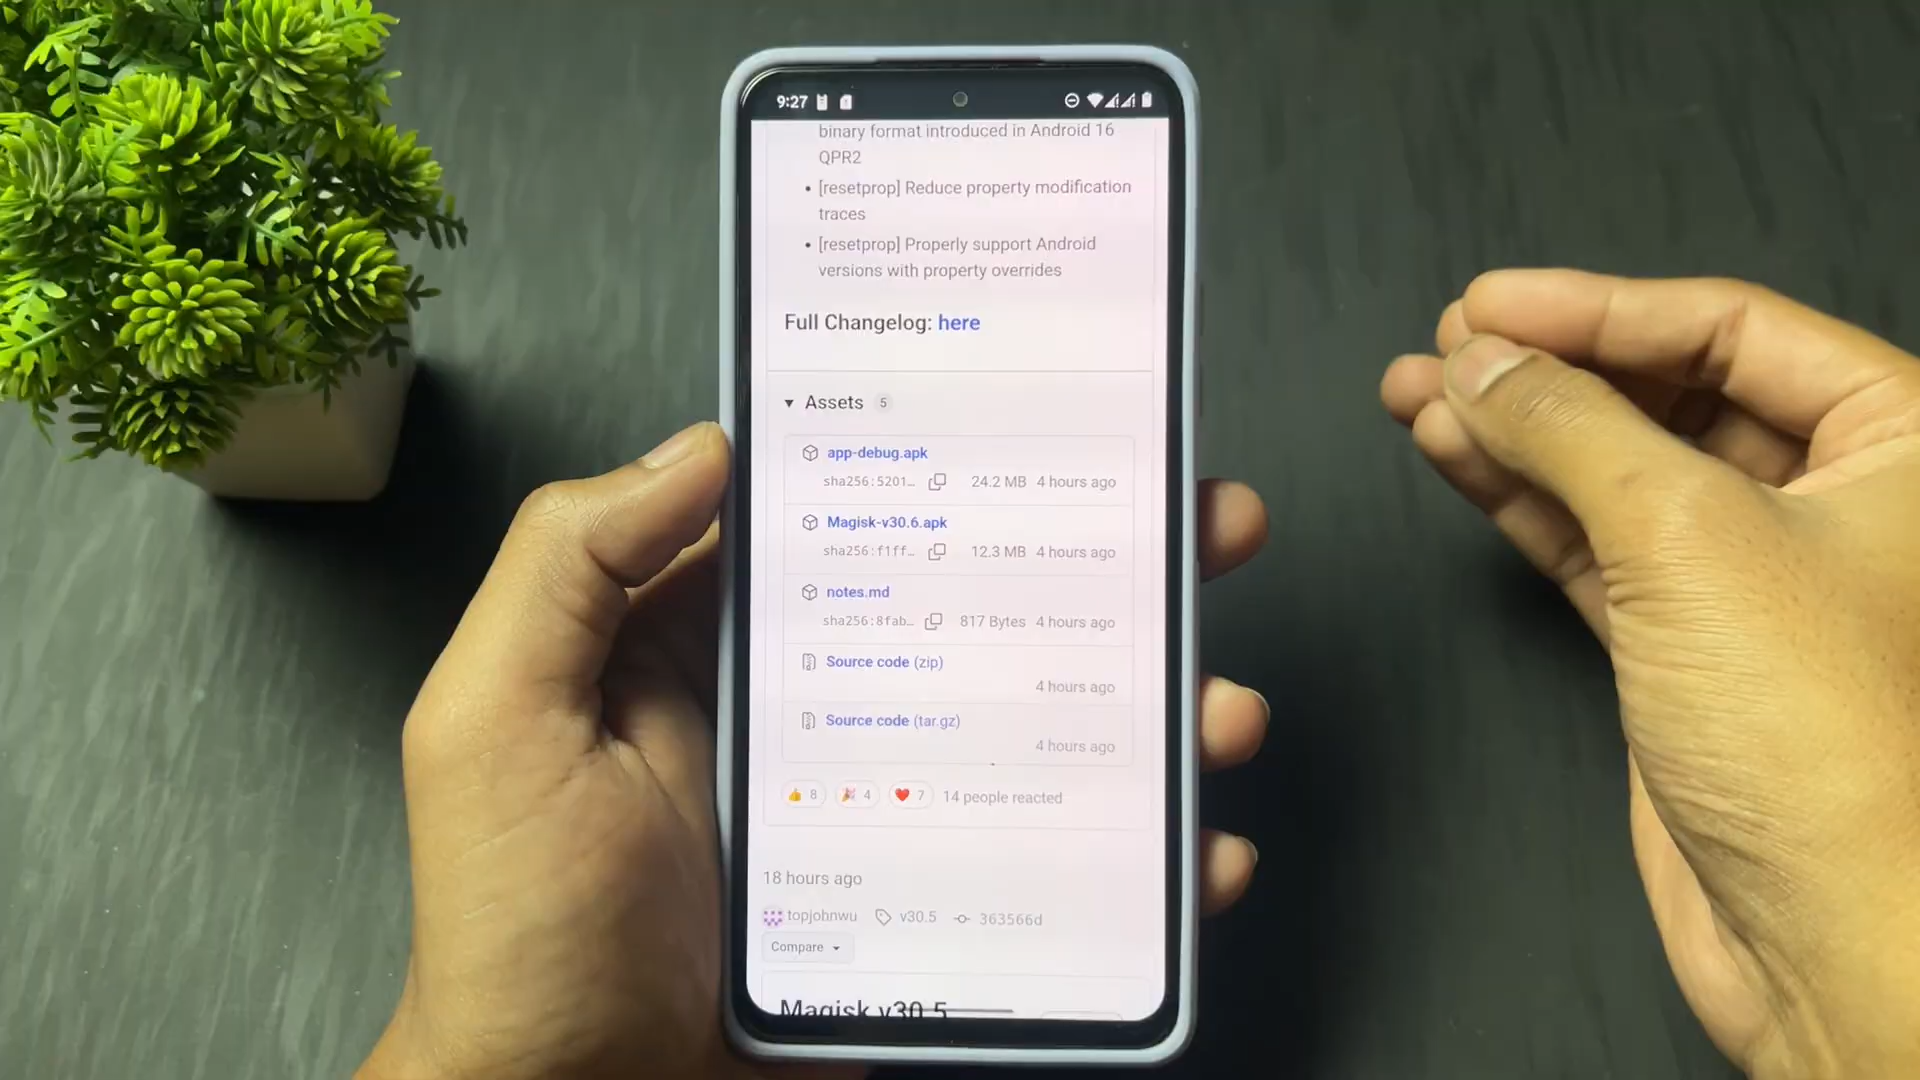 9:27
binary format introduced in Android 16
QPR2
• [resetprop] Reduce property modification
traces
• [resetprop] Properly support Android
versions with property overrides
Full Changelog: here
Assets 5
app-debug.apk
sha256:5201… 24.2 MB 4 hours ago
Magisk-v30.6.apk
sha256:f1ff… 12.3 MB 4 hours ago
notes.md
sha256:8fab… 817 Bytes 4 hours ago
Source code (zip)
4 hours ago
Source code (tar.gz)
4 hours ago
👍 8 🎉 4 ❤️ 7 14 people reacted
18 hours ago
topjohnwu v30.5 363566d
Compare
Magisk v30.5